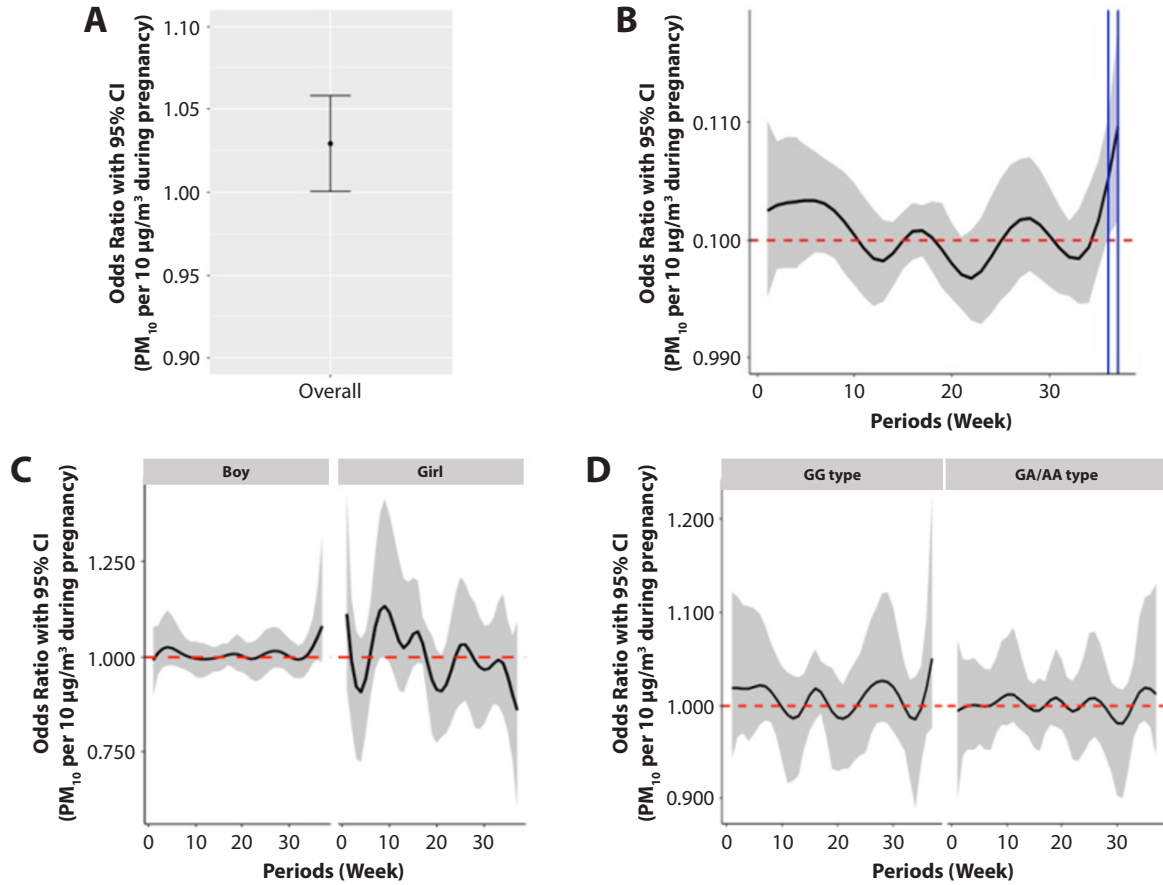 A
Odds Ratio with 95% CI
(PM₁₀ per 10 µg/m³ during pregnancy)
1.10
1.05
1.00
0.95
0.90
Overall
B
Odds Ratio with 95% CI
(PM₁₀ per 10 µg/m³ during pregnancy)
0.110
0.100
0.990
0 10 20 30
Periods (Week)
C
Odds Ratio with 95% CI
(PM₁₀ per 10 µg/m³ during pregnancy)
Boy Girl
1.250
1.000
0.750
0 10 20 30 0 10 20 30
Periods (Week)
D
Odds Ratio with 95% CI
(PM₁₀ per 10 µg/m³ during pregnancy)
GG type GA/AA type
1.200
1.100
1.000
0.900
0 10 20 30 0 10 20 30
Periods (Week)